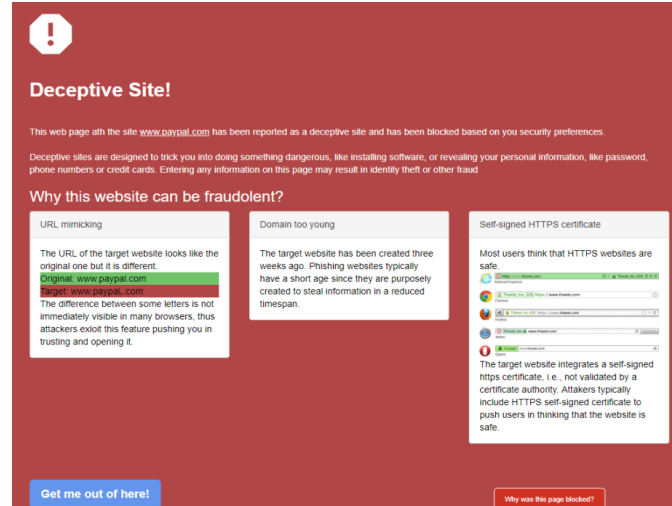 Deceptive Site!
This web page ath the site www.paypal.com has been reported as a deceptive site and has been blocked based on you security preferences.
Deceptive sites are designed to trick you into doing something dangerous, like installing software, or revealing your personal information, like password,
phone numbers or credit cards. Entering any information on this page may result in identity theft or other fraud
Why this website can be fraudolent?
URL mimicking
The URL of the target website looks like the
original one but it is different.
Original: www.paypal.com
Target: www.paypaL.com
The difference between some letters is not
immediately visible in many browsers, thus
attackers exloit this feature pushing you in
trusting and opening it.
Domain too young
The target website has been created three
weeks ago. Phishing websites typically
have a short age since they are purposely
created to steal information in a reduced
timespan.
Self-signed HTTPS certificate
Most users think that HTTPS websites are
safe.
Internet Explorer
Chrome
Firefox
Safari
Opera
The target website integrates a self-signed
https certificate, i.e., not validated by a
certificate authority. Attakers typically
include HTTPS self-signed certificate to
push users in thinking that the website is
safe.
Get me out of here!
Why was this page blocked?